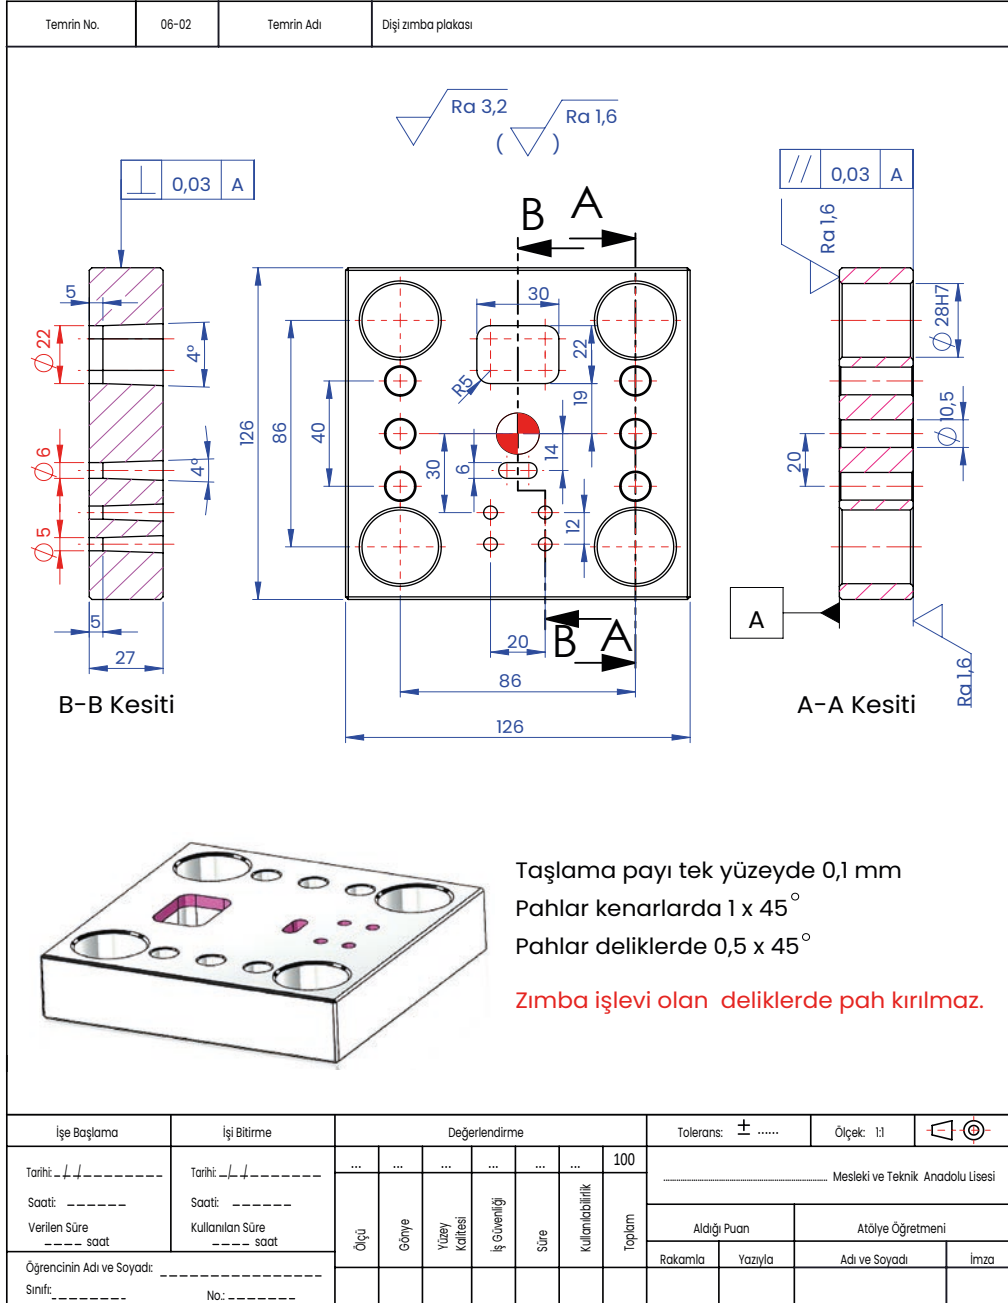 Temrin No. 06-02 Temrin Adı Dişi zımba plakası
Ra 3,2
( Ra 1,6 )
⊥ 0,03 A
// 0,03 A
B A
Ra 1,6
5
30
⌀ 22
4°
22
⌀ 28H7
R5
19
126
86
40
⌀ 10,5
⌀ 6
4°
30
6
14
20
⌀ 5
12
A
5
20
B A
27
86
Ra 1,6
B-B Kesiti
A-A Kesiti
126
Taşlama payı tek yüzeyde 0,1 mm
Pahlar kenarlarda 1 x 45°
Pahlar deliklerde 0,5 x 45°
Zımba işlevi olan deliklerde pah kırılmaz.
İşe Başlama İşi Bitirme Değerlendirme Tolerans: ± ...... Ölçek: 1:1
... ... ... ... ... ... 100
Tarihi: _ / _ / _ _ _ _ _ _ Tarihi: _ / _ / _ _ _ _ _ _
.......................................................... Mesleki ve Teknik Anadolu Lisesi
Saati: _ _ _ _ _ _ Saati: _ _ _ _ _ _
Verilen Süre
_ _ _ _ saat
Kullanılan Süre
_ _ _ _ saat
Ölçü
Gönye
Yüzey Kalitesi
İş Güvenliği
Süre
Kullanılabilirlik
Toplam
Aldığı Puan Atölye Öğretmeni
Rakamla Yazıyla Adı ve Soyadı İmza
Öğrencinin Adı ve Soyadı: _ _ _ _ _ _ _ _ _ _ _ _
Sınıfı: _ _ _ _ _ _ _ No.: _ _ _ _ _ _ _